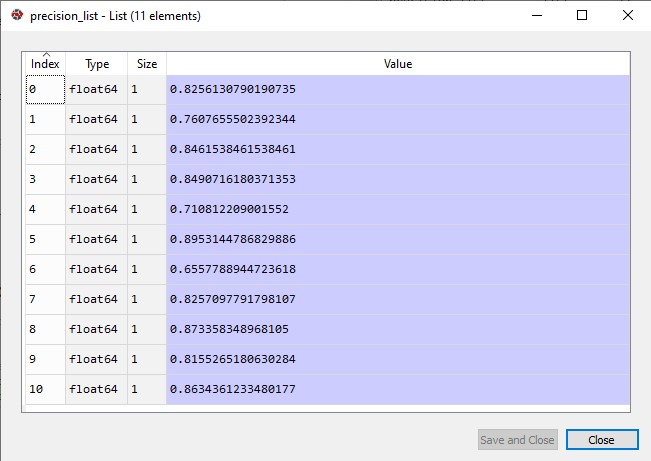 precision_list - List (11 elements)
Index Type Size Value
0 float64 1 0.8256130790190735
1 float64 1 0.7607655502392344
2 float64 1 0.8461538461538461
3 float64 1 0.8490716180371353
4 float64 1 0.710812209001552
5 float64 1 0.8953144786829886
6 float64 1 0.6557788944723618
7 float64 1 0.8257097791798107
8 float64 1 0.873358348968105
9 float64 1 0.8155265180630284
10 float64 1 0.8634361233480177
Save and Close Close